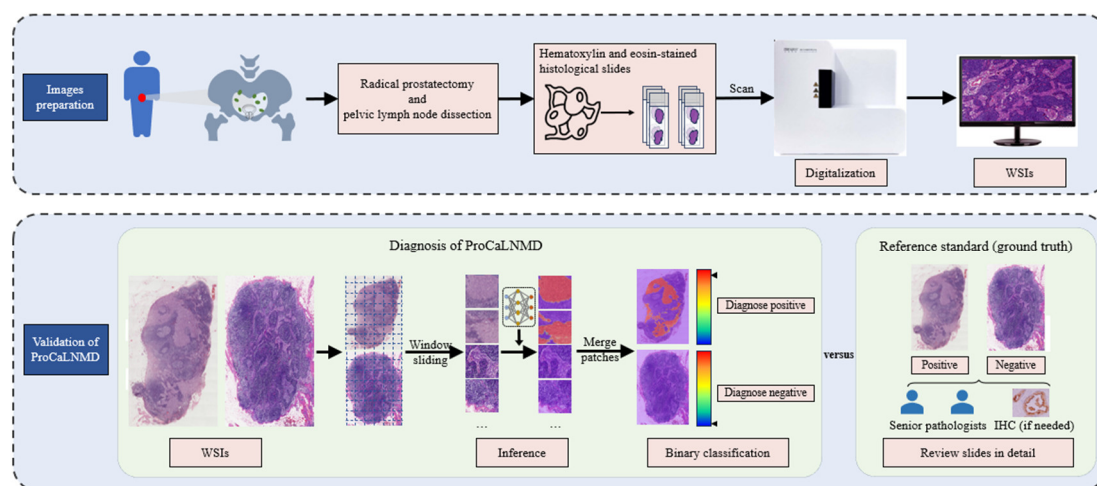 Images
preparation
Radical prostatectomy
and
pelvic lymph node dissection
Hematoxylin and eosin-stained
histological slides
Scan
Digitalization
WSIs
Validation of
ProCaLNMD
Diagnosis of ProCaLNMD
WSIs
Window
sliding
...
...
Inference
Merge
patches
Diagnose positive
Diagnose negative
Binary classification
versus
Reference standard (ground truth)
Positive
Negative
Senior pathologists
IHC (if needed)
Review slides in detail